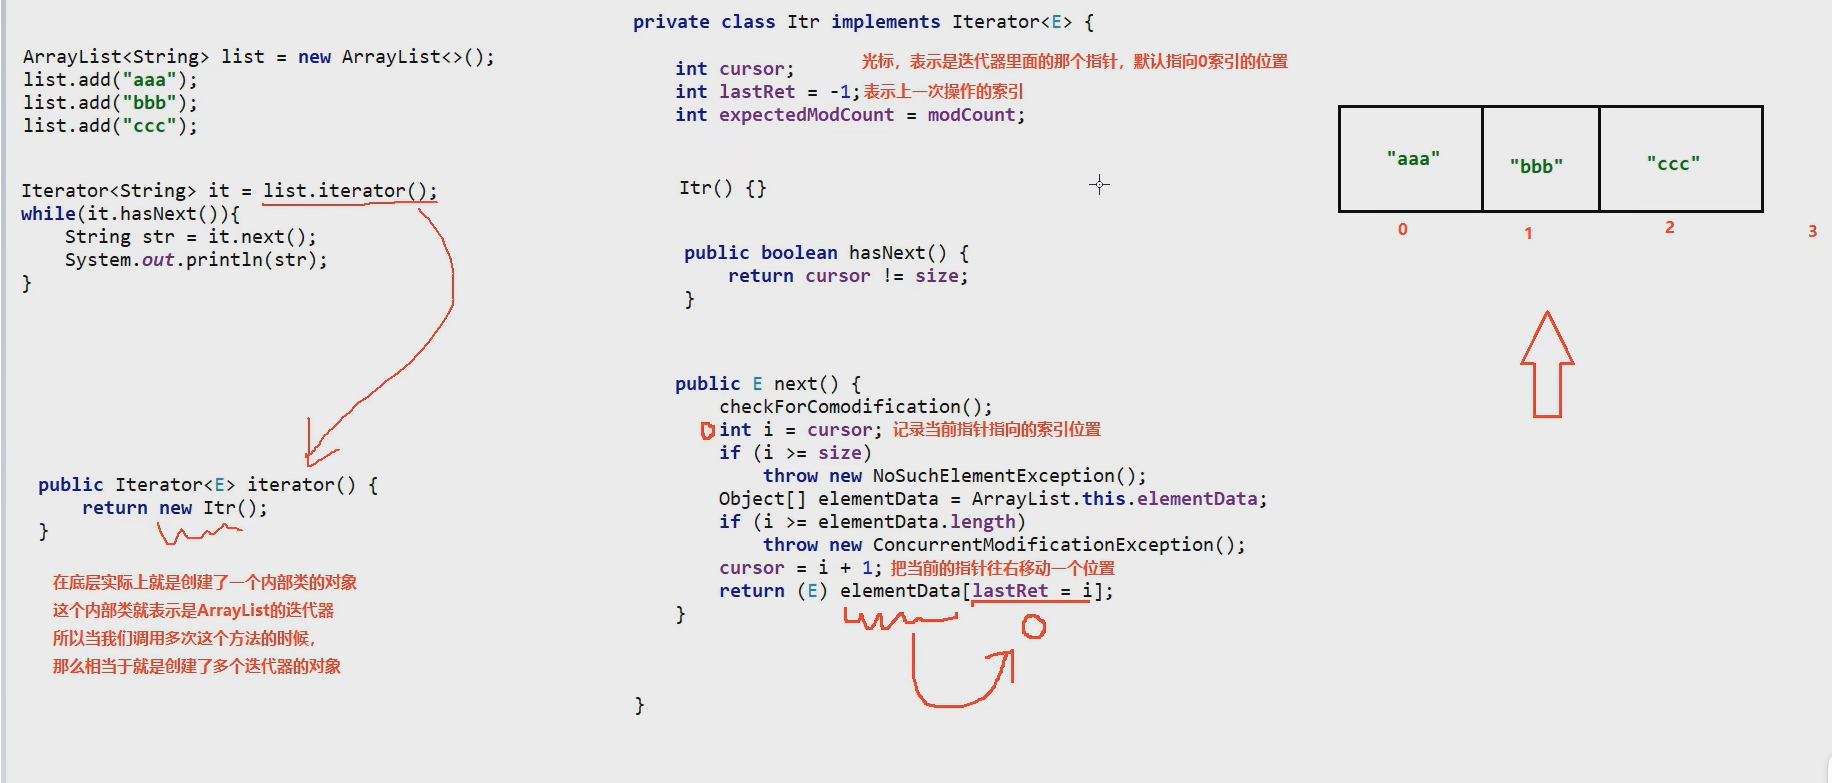 ArrayList<String> list = new ArrayList<>();
list.add("aaa");
list.add("bbb");
list.add("ccc");
Iterator<String> it = list.iterator();
while(it.hasNext()){
String str = it.next();
System.out.println(str);
}
public Iterator<E> iterator() {
return new Itr();
}
在底层实际上就是创建了一个内部类的对象
这个内部类就表示是ArrayList的迭代器
所以当我们调用多次这个方法的时候，
那么相当于就是创建了多个迭代器的对象
private class Itr implements Iterator<E> {
int cursor; 光标，表示是迭代器里面的那个指针，默认指向0索引的位置
int lastRet = -1; 表示上一次操作的索引
int expectedModCount = modCount;
Itr() {}
public boolean hasNext() {
return cursor != size;
}
public E next() {
checkForComodification();
0 int i = cursor; 记录当前指针指向的索引位置
if (i >= size)
throw new NoSuchElementException();
Object[] elementData = ArrayList.this.elementData;
if (i >= elementData.length)
throw new ConcurrentModificationException();
cursor = i + 1; 把当前的指针往右移动一个位置
return (E) elementData[lastRet = i];
}
0
}
"aaa" "bbb" "ccc"
0 1 2 3